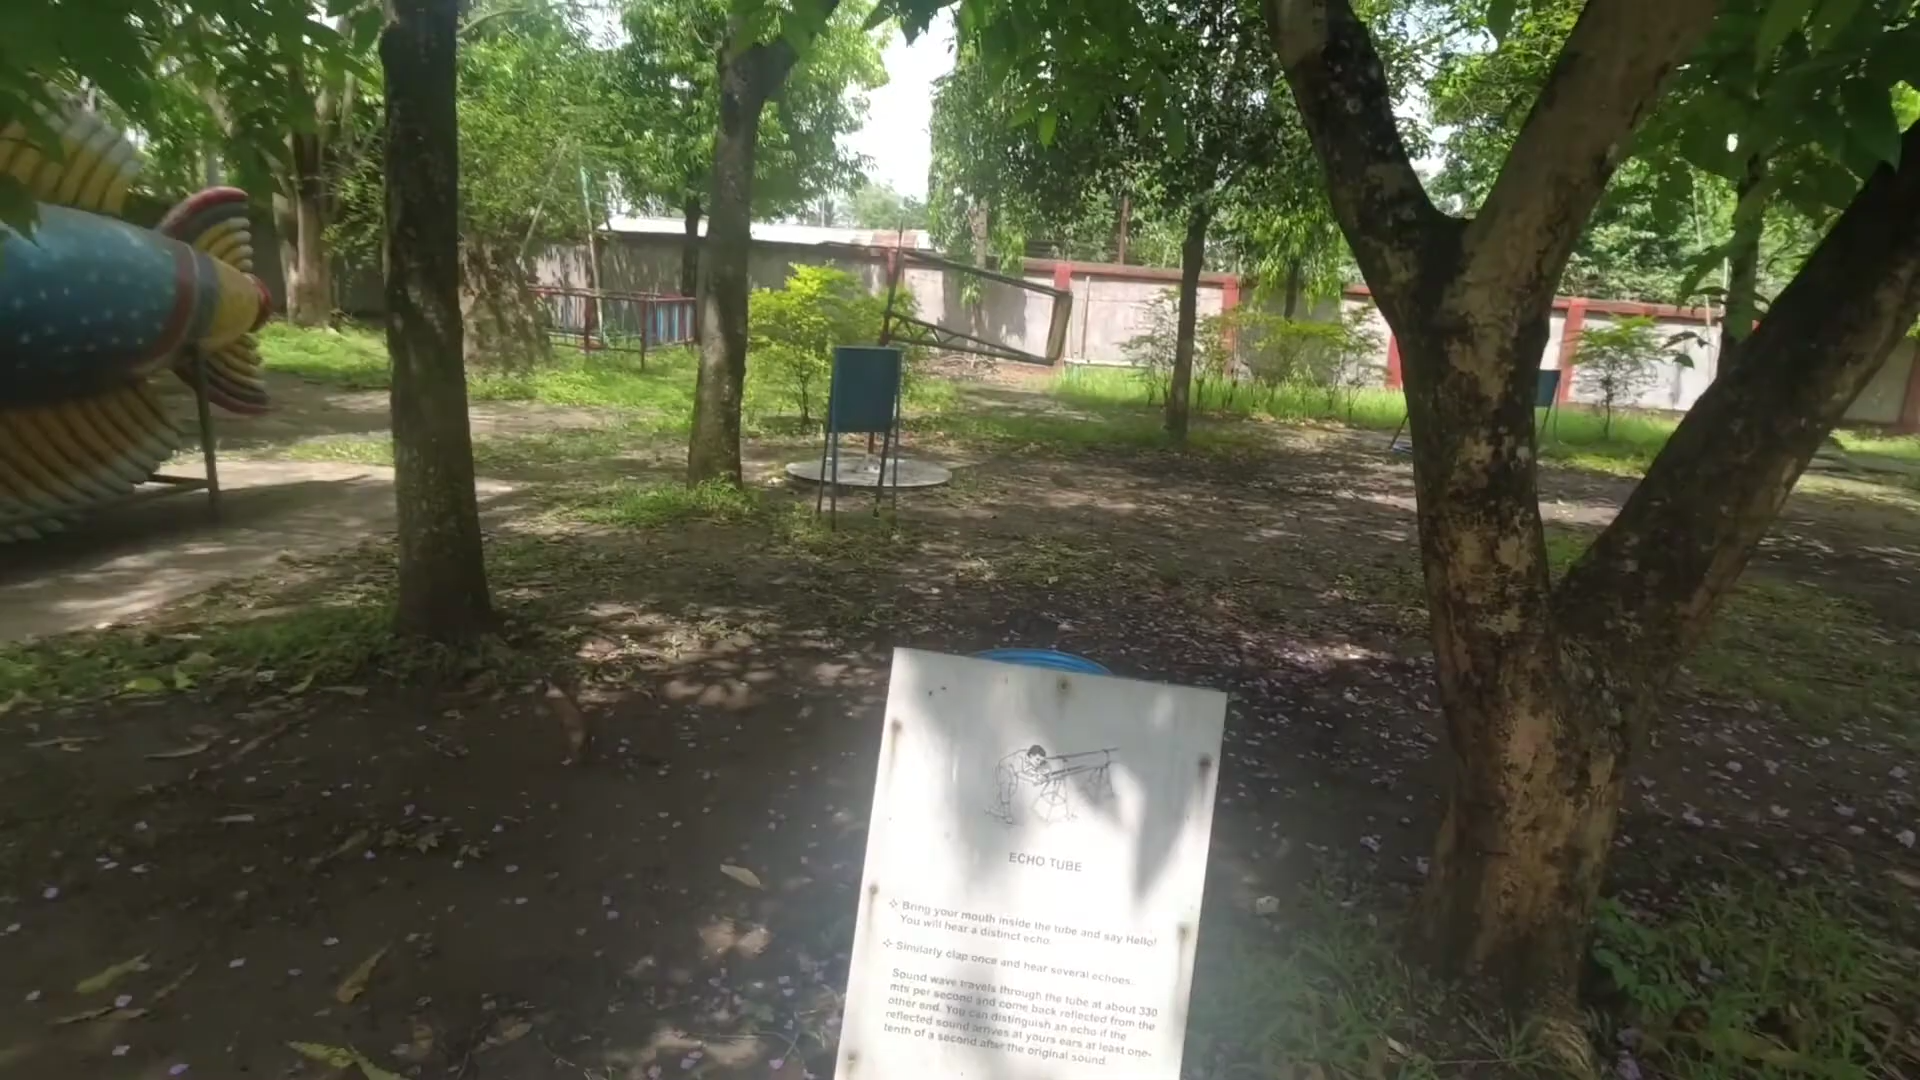 ECHO TUBE
Bring your mouth inside the tube and say Hello!
You will hear a distinct echo.
Similarly clap once and hear several echoes.
Sound wave travels through the tube at about 330
mts per second and come back reflected from the
other end. You can distinguish an echo if the
reflected sound arrives at yours ears at least one-
tenth of a second after the original sound.